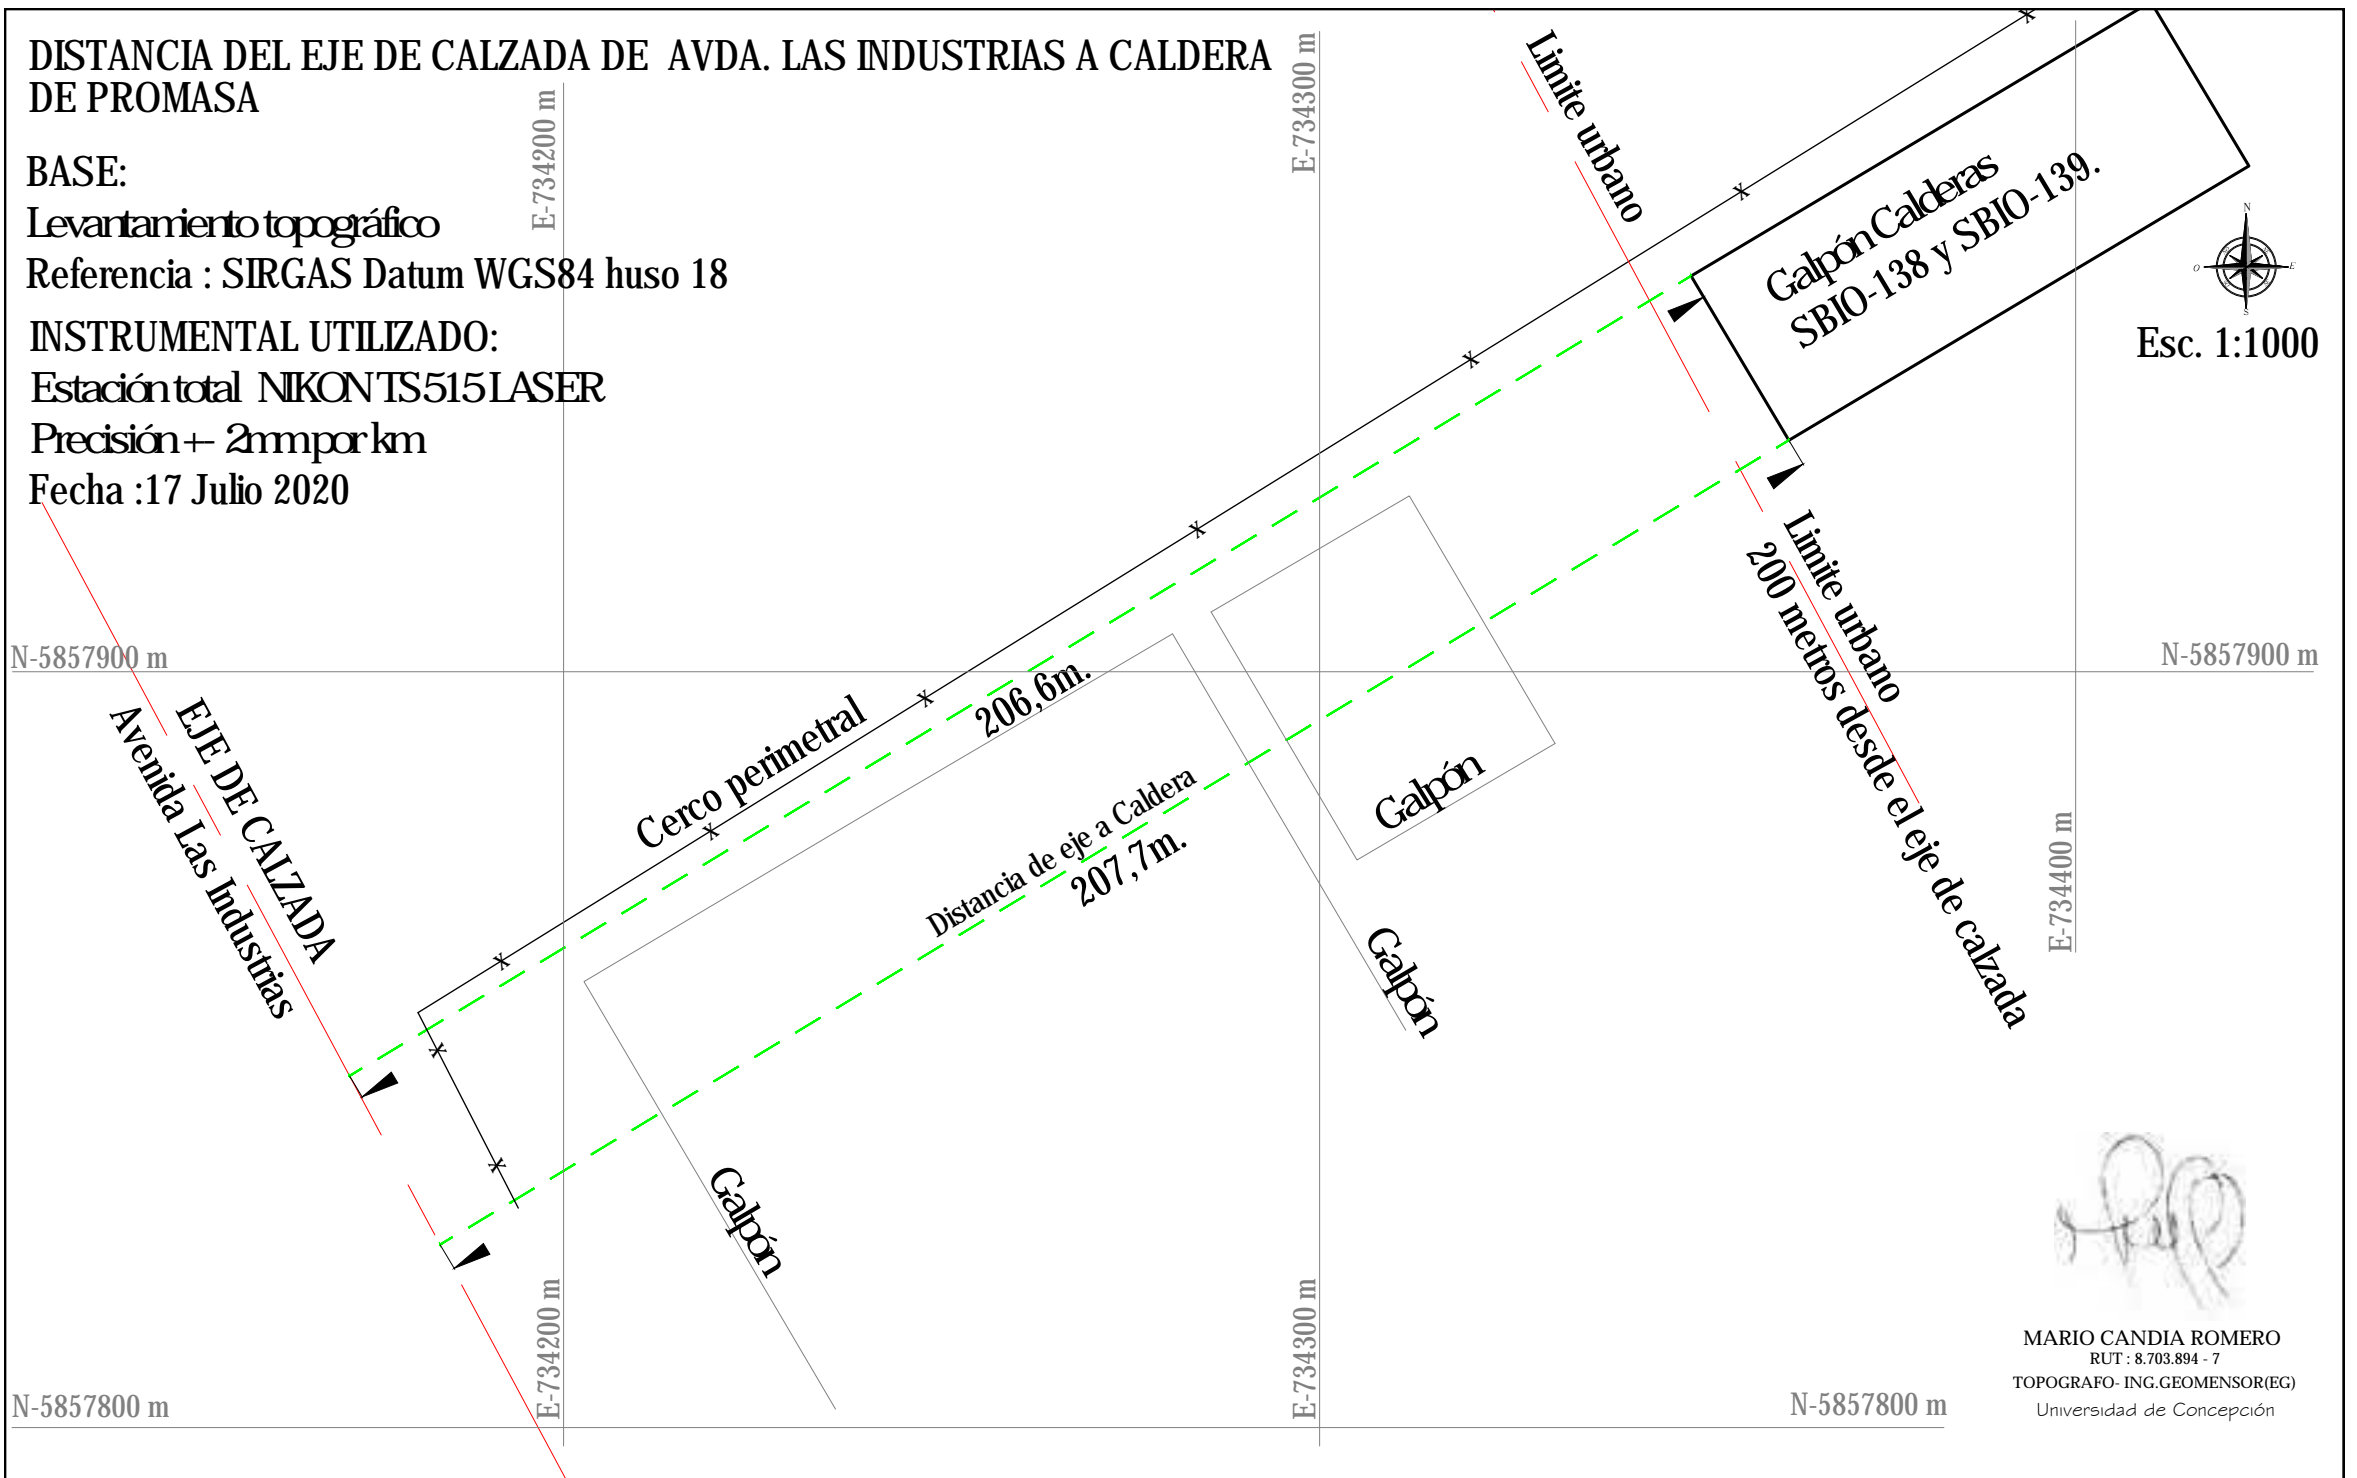 DISTANCIA DEL EJE DE CALZADA DE AVDA. LAS INDUSTRIAS A CALDERA
DE PROMASA
BASE:
Levantamiento topográfico
Referencia : SIRGAS Datum WGS84 huso 18
INSTRUMENTAL UTILIZADO:
Estación total NIKON TS 515 LASER
Precisión +- 2mm por km
Fecha :17 Julio 2020
E-734200 m
E-734300 m
Limite urbano
Galpón Calderas
SBIO-138 y SBIO-139.
N
O
E
S
Esc. 1:1000
N-5857900 m
N-5857900 m
EJE DE CALZADA
Avenida Las Industrias
Cerco perimetral
206,6m.
Distancia de eje a Caldera
207,7m.
Galpón
Galpón
Galpón
Limite urbano
200 metros desde el eje de calzada
E-734400 m
E-734200 m
E-734300 m
N-5857800 m
N-5857800 m
MARIO CANDIA ROMERO
RUT : 8.703.894 - 7
TOPOGRAFO- ING.GEOMENSOR(EG)
Universidad de Concepción